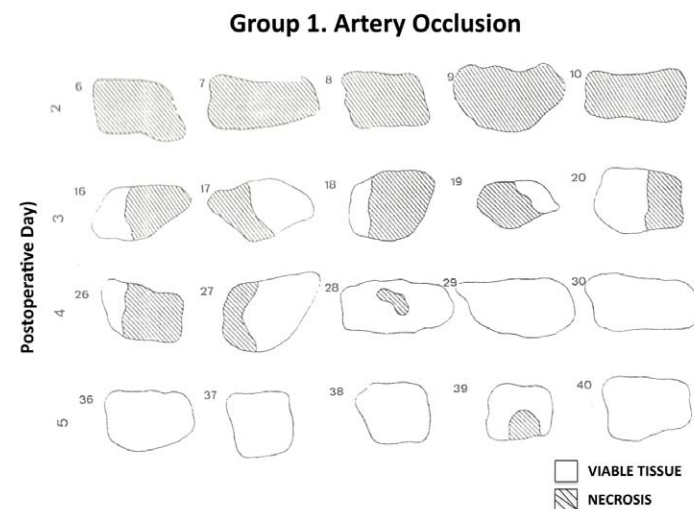 Group 1. Artery Occlusion
Postoperative Day)
2
6 7 8 9 10
3
16 17 18 19 20
4
26 27 28 29 30
5
36 37 38 39 40
VIABLE TISSUE
NECROSIS